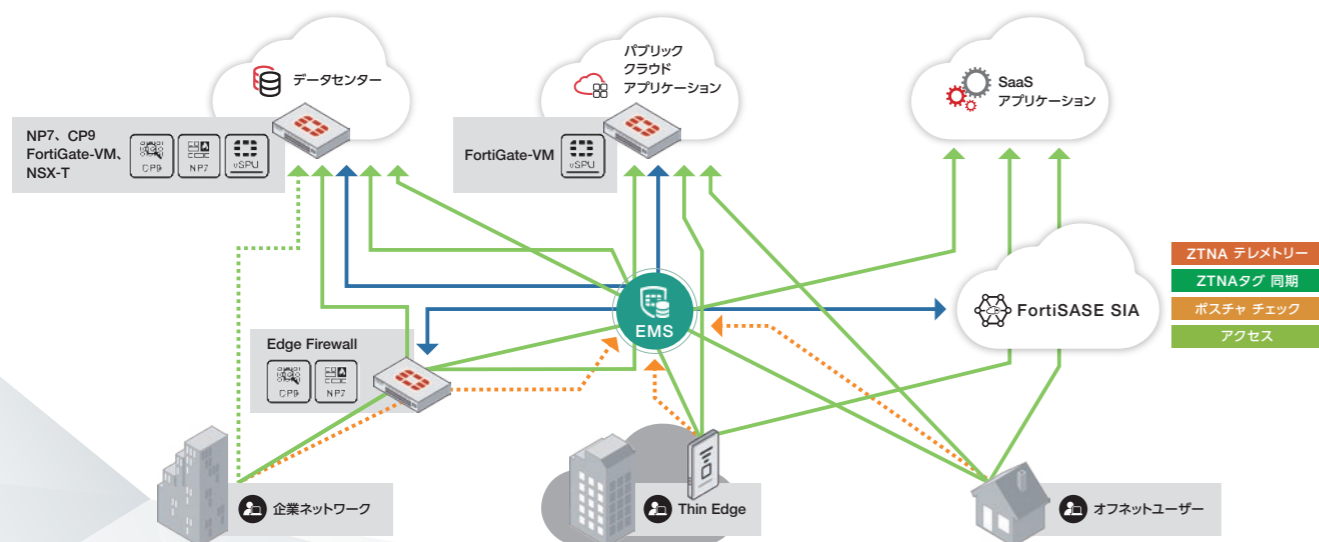 データセンター
パブリック
クラウド
アプリケーション
SaaS
アプリケーション
NP7、CP9
FortiGate-VM、
NSX-T
CP9
NP7
vSPU
FortiGate-VM
vSPU
EMS
FortiSASE SIA
ZTNA テレメトリー
ZTNAタグ 同期
ポスチャ チェック
アクセス
Edge Firewall
CP9
NP7
企業ネットワーク
Thin Edge
オフネットユーザー